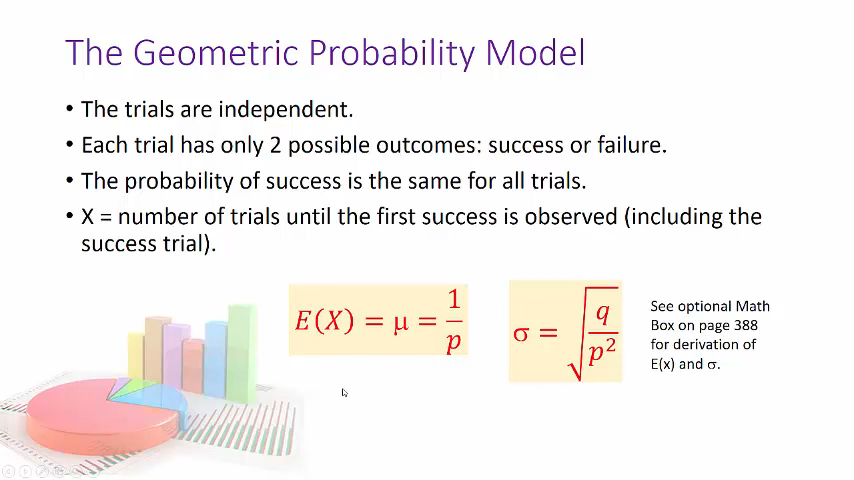 The Geometric Probability Model
• The trials are independent.
• Each trial has only 2 possible outcomes: success or failure.
• The probability of success is the same for all trials.
• X = number of trials until the first success is observed (including the
success trial).
E(X) = μ = 1/p
σ = √(q/p²)
See optional Math
Box on page 388
for derivation of
E(x) and σ.